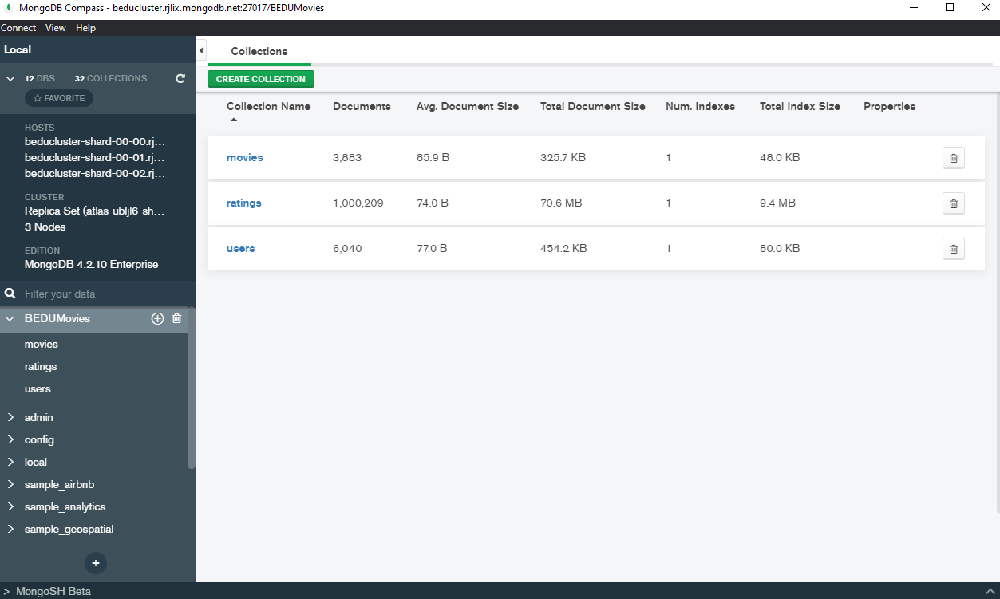 MongoDB Compass - beducluster.rjlix.mongodb.net:27017/BEDUMovies
Connect View Help
Local
12 DBS 32 COLLECTIONS
FAVORITE
HOSTS
beducluster-shard-00-00.rj...
beducluster-shard-00-01.rj...
beducluster-shard-00-02.rj...
CLUSTER
Replica Set (atlas-ubljl6-sh...
3 Nodes
EDITION
MongoDB 4.2.10 Enterprise
Filter your data
BEDUMovies
movies
ratings
users
admin
config
local
sample_airbnb
sample_analytics
sample_geospatial
Collections
CREATE COLLECTION
Collection Name Documents Avg. Document Size Total Document Size Num. Indexes Total Index Size Properties
movies 3,883 85.9 B 325.7 KB 1 48.0 KB
ratings 1,000,209 74.0 B 70.6 MB 1 9.4 MB
users 6,040 77.0 B 454.2 KB 1 80.0 KB
>_MongoSH Beta